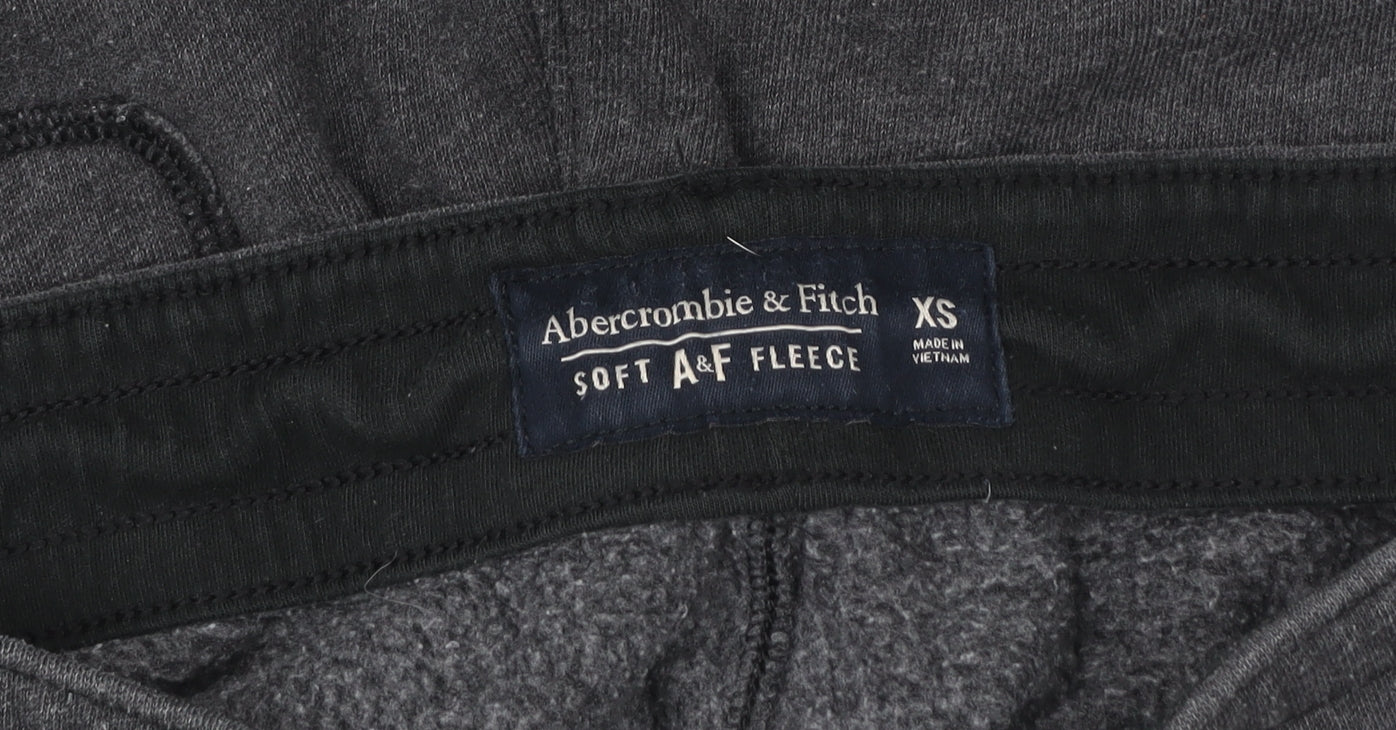 Abercrombie & Fitch
SOFT A&F FLEECE
XS
MADE IN
VIETNAM